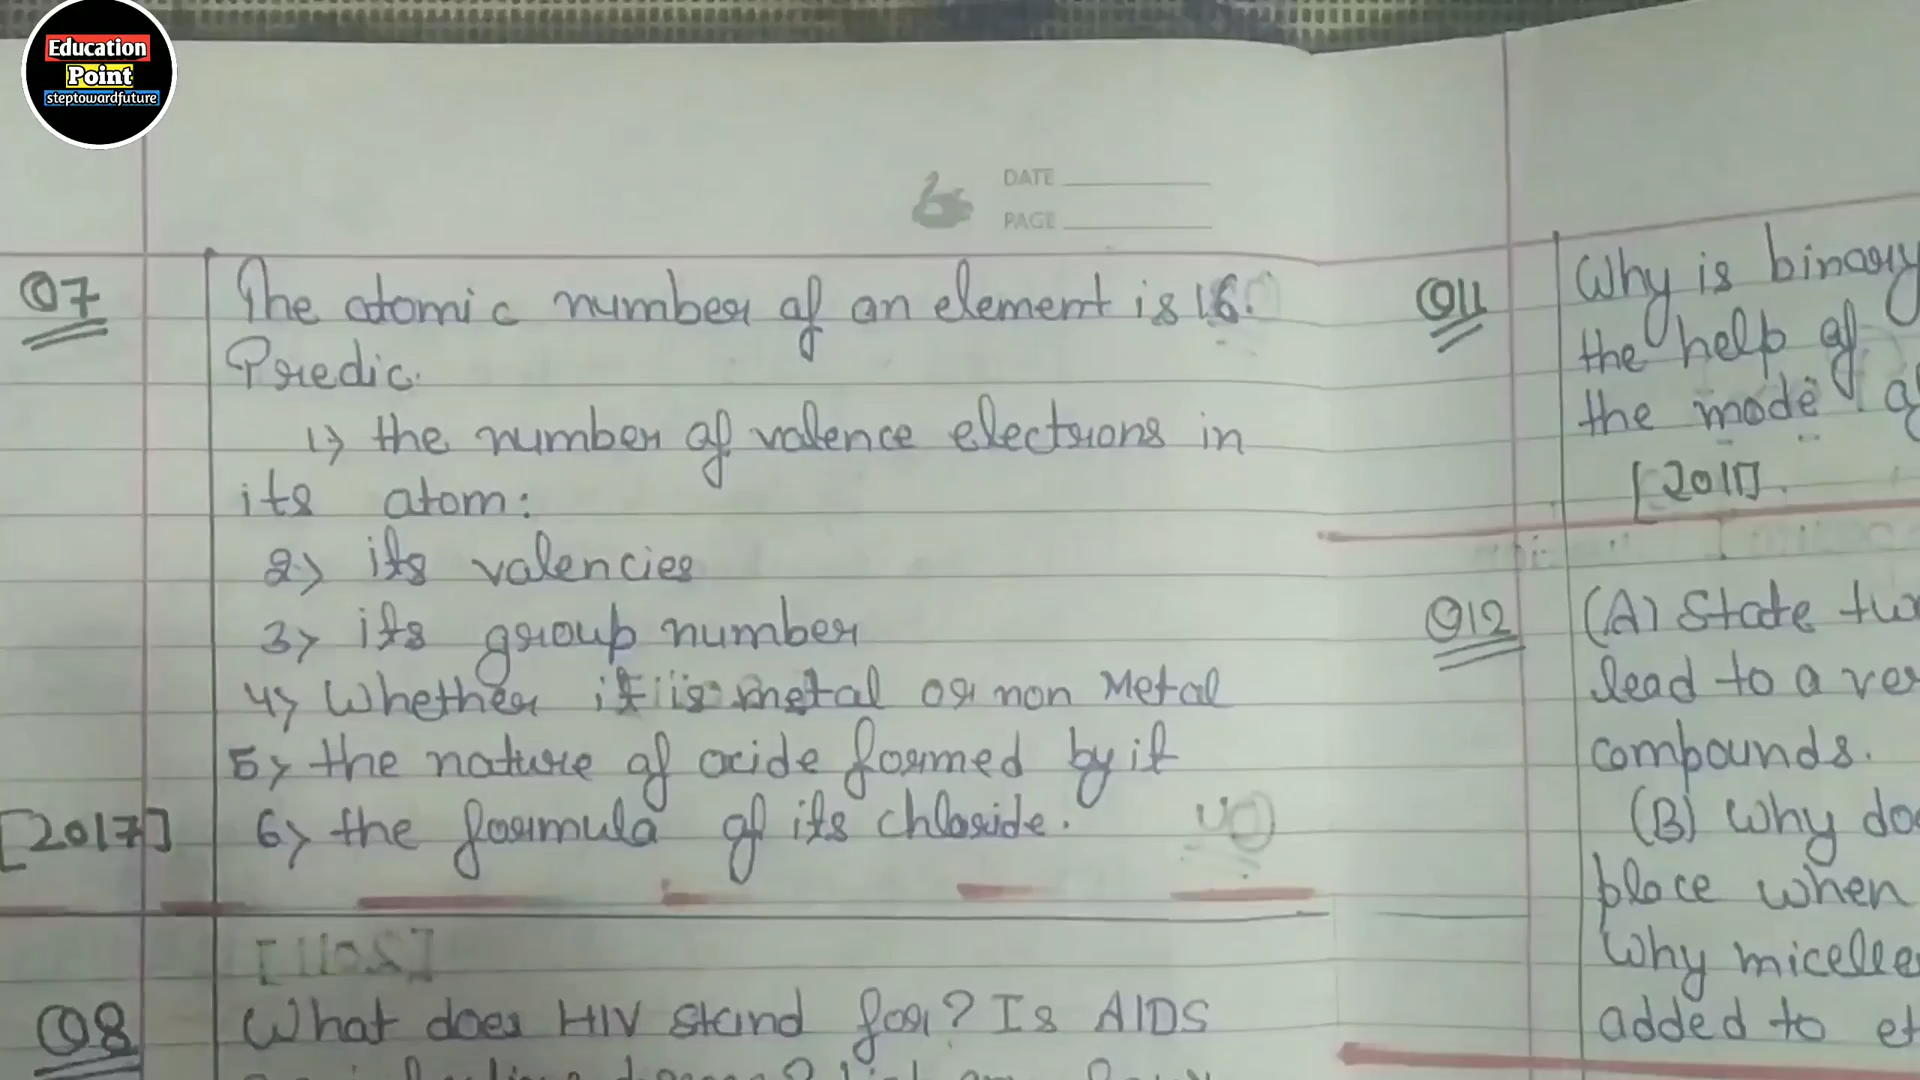 Education
Point
steptowardfuture
DATE
PAGE
Q7
The atomic number of an element is 16.
Predic.
1) the number of valence electrons in
its atom:
2) its valencies
3) its group number
4) Whether it is metal or non Metal
5) the nature of oxide formed by it
[2017] 6) the formula of its chloride.
Q8
What does HIV stand for? Is AIDS
Q11
Why is binary
the help of
the mode of
[2017]
Q12
(A) State two
lead to a
compounds.
(B) Why
place when
Why micelle
added to